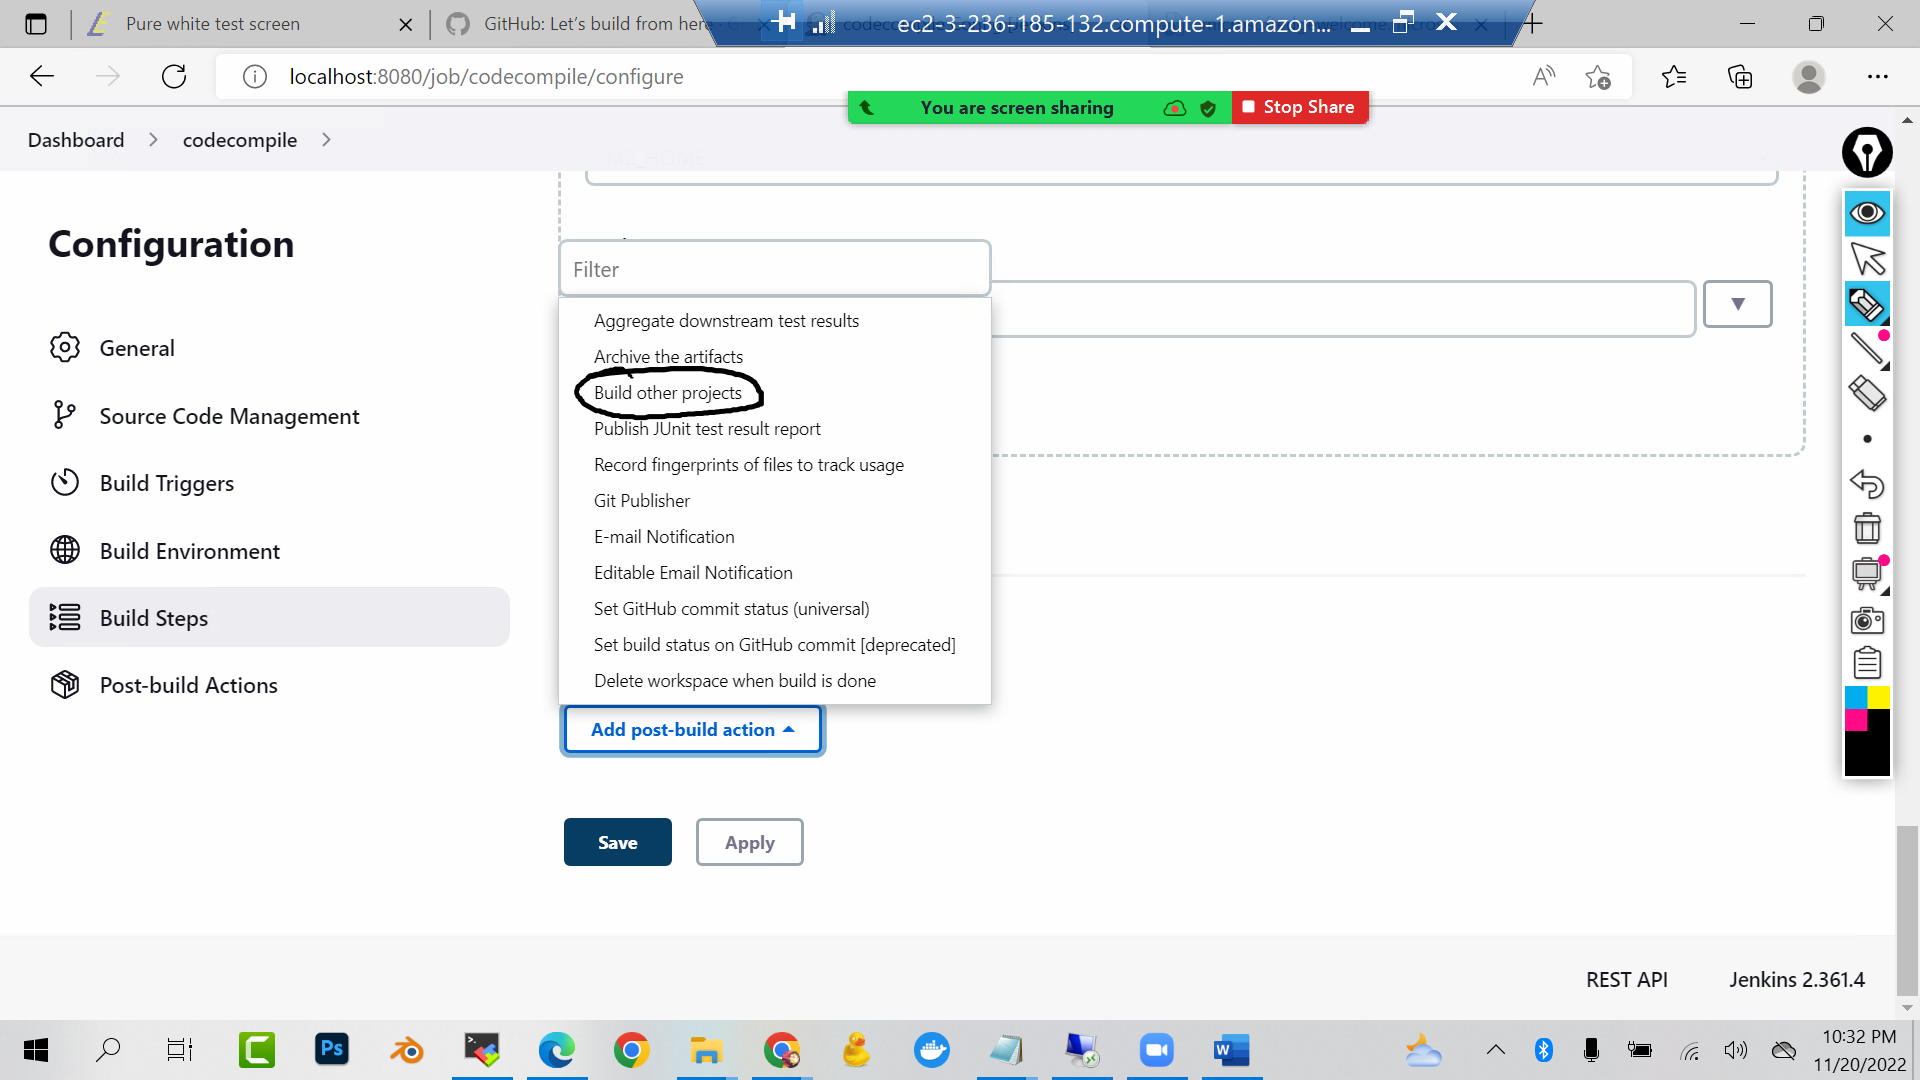 Pure white test screen
GitHub: Let's build from here · G
ec2-3-236-185-132.compute-1.amazon...
localhost:8080/job/codecompile/configure
You are screen sharing
Stop Share
Dashboard
codecompile
M2_HOME
Configuration
Filter
Aggregate downstream test results
General
Archive the artifacts
Build other projects
Source Code Management
Publish JUnit test result report
Record fingerprints of files to track usage
Build Triggers
Git Publisher
E-mail Notification
Build Environment
Editable Email Notification
Set GitHub commit status (universal)
Build Steps
Set build status on GitHub commit [deprecated]
Delete workspace when build is done
Post-build Actions
Add post-build action
Save
Apply
REST API
Jenkins 2.361.4
Ps
W
10:32 PM
11/20/2022